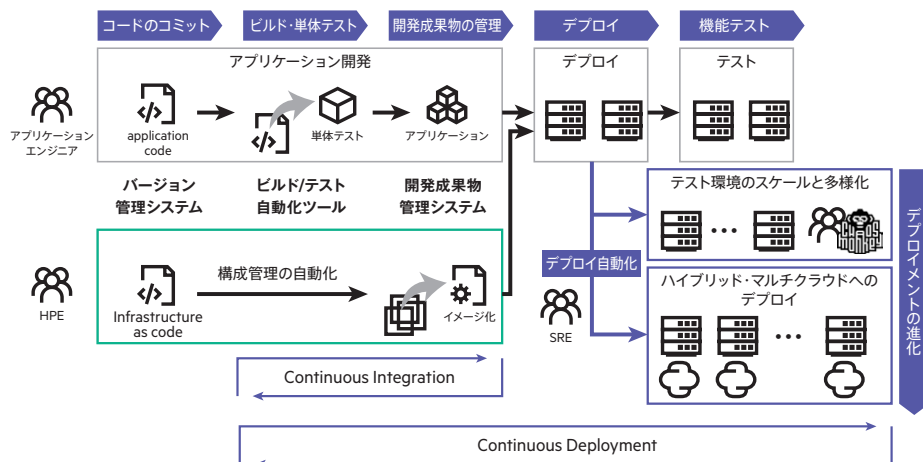 コードのコミット
ビルド・単体テスト
開発成果物の管理
デプロイ
機能テスト
アプリケーション開発
デプロイ
テスト
アプリケーション
エンジニア
application
code
単体テスト
アプリケーション
バージョン
管理システム
ビルド/テスト
自動化ツール
開発成果物
管理システム
テスト環境のスケールと多様化
CHAOS
MONKEY
デプロイメントの進化
HPE
構成管理の自動化
Infrastructure
as code
イメージ化
デプロイ自動化
SRE
ハイブリッド・マルチクラウドへの
デプロイ
Continuous Integration
Continuous Deployment